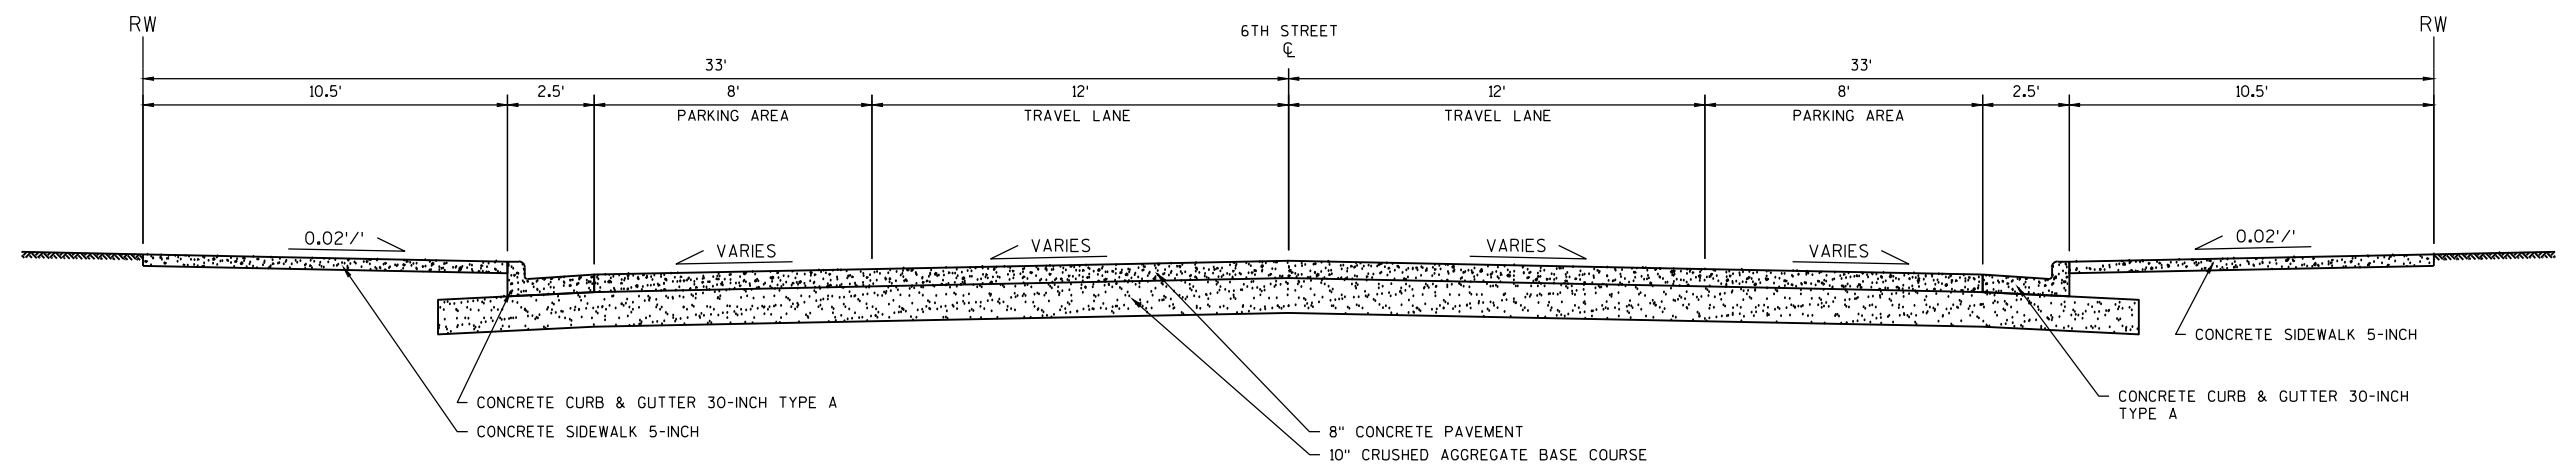 RW
6TH STREET
℄
RW
33'
33'
10.5'
2.5'
8'
12'
12'
8'
2.5'
10.5'
PARKING AREA
TRAVEL LANE
TRAVEL LANE
PARKING AREA
0.02'/'
VARIES
VARIES
VARIES
VARIES
0.02'/'
CONCRETE SIDEWALK 5-INCH
CONCRETE CURB & GUTTER 30-INCH
TYPE A
CONCRETE CURB & GUTTER 30-INCH TYPE A
CONCRETE SIDEWALK 5-INCH
8" CONCRETE PAVEMENT
10" CRUSHED AGGREGATE BASE COURSE